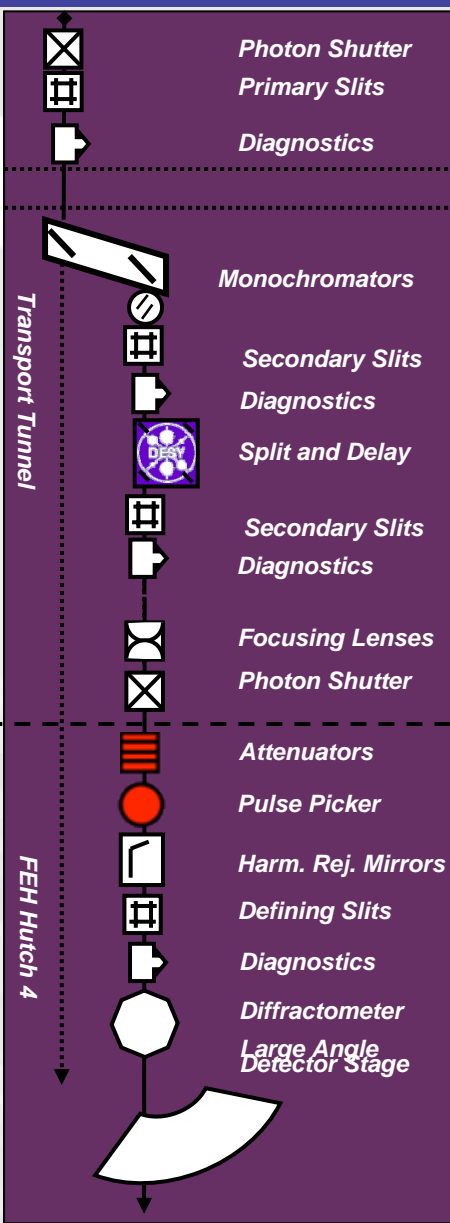 Photon Shutter
Primary Slits
Diagnostics
Monochromators
Transport Tunnel
Secondary Slits
Diagnostics
DESY
Split and Delay
Secondary Slits
Diagnostics
Focusing Lenses
Photon Shutter
Attenuators
Pulse Picker
FEH Hutch 4
Harm. Rej. Mirrors
Defining Slits
Diagnostics
Diffractometer
Large Angle
Detector Stage